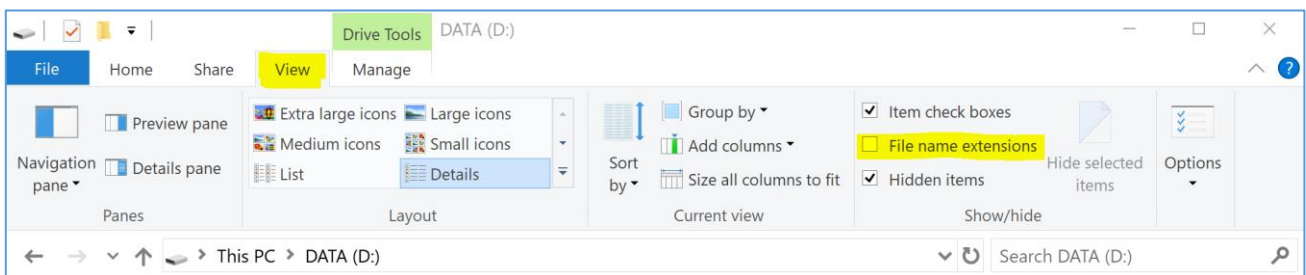 Drive Tools DATA (D:)
File Home Share View Manage
Extra large icons Large icons
Medium icons Small icons
List Details
Preview pane
Details pane
Navigation
pane
Sort
by
Group by
Add columns
Size all columns to fit
Item check boxes
File name extensions
Hidden items
Hide selected
items
Options
Panes Layout Current view Show/hide
This PC > DATA (D:) Search DATA (D:)